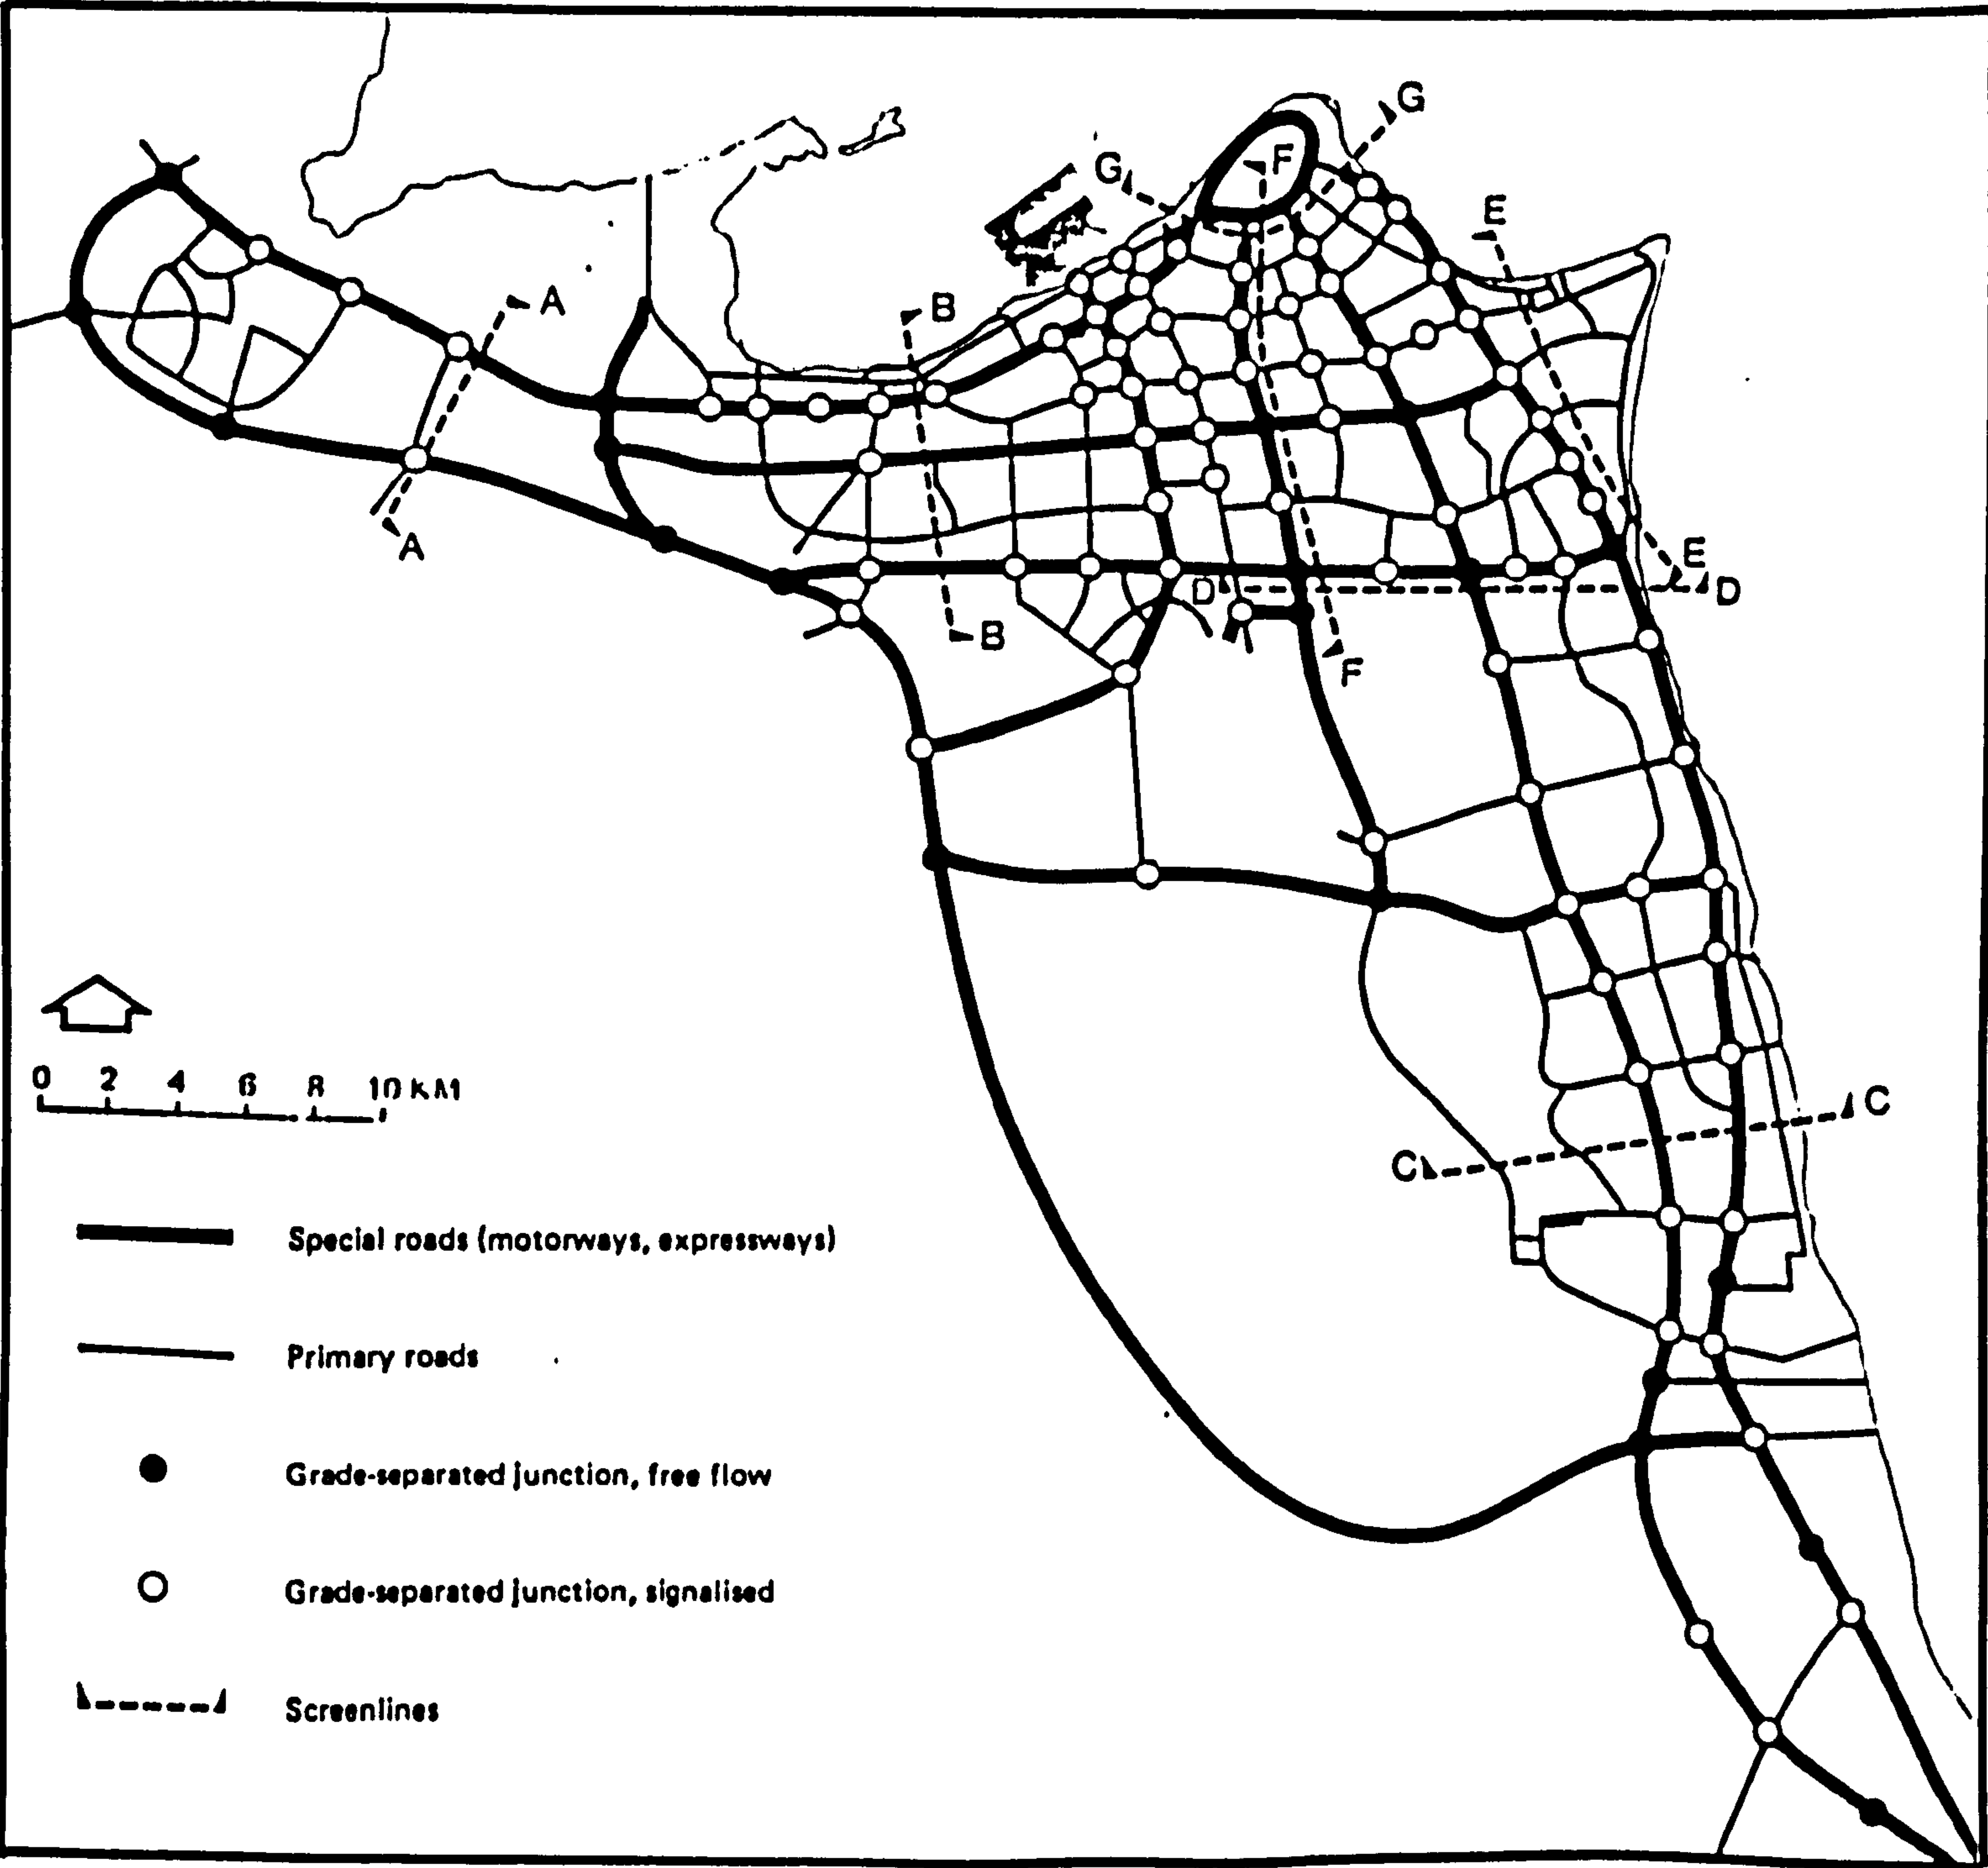 G
G
F
E
A
B
A
E
D
D
B
F
0 2 4 6 8 10 KM
C
C
Special roads (motorways, expressways)
Primary roads
Grade-separated junction, free flow
Grade-separated junction, signalised
Screenlines